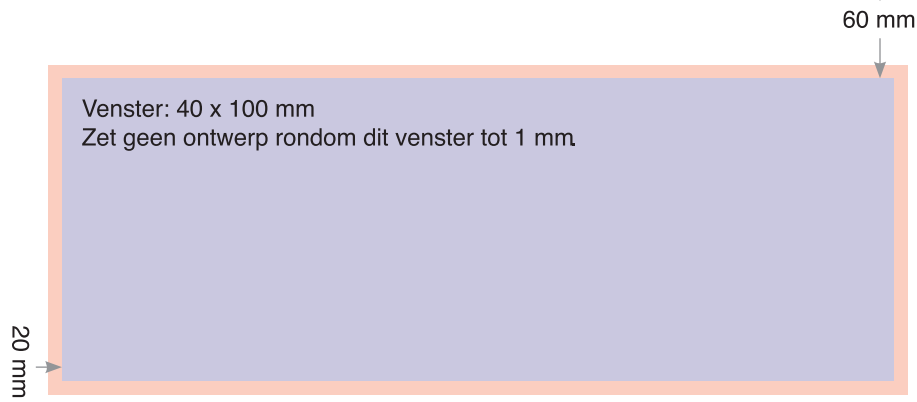 60 mm
Venster: 40 x 100 mm
Zet geen ontwerp rondom dit venster tot 1 mm.
20 mm